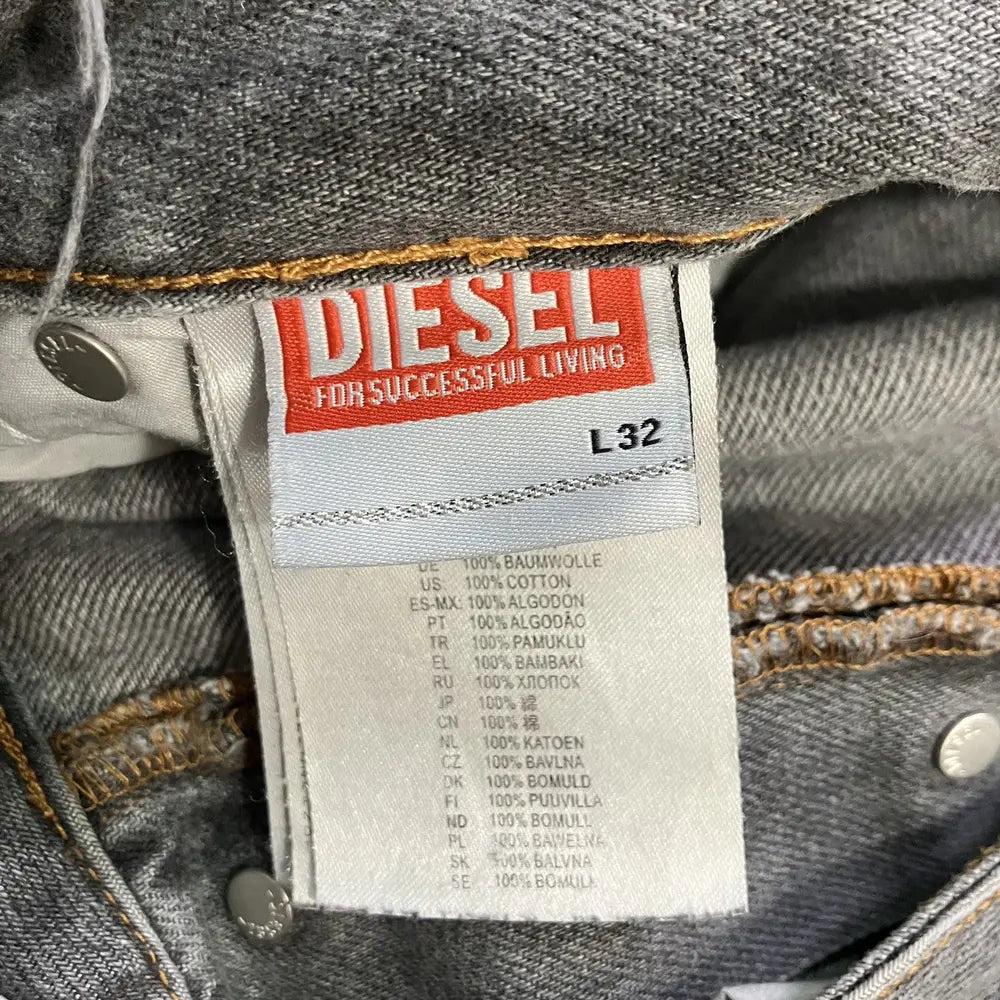 DIESEL
FOR SUCCESSFUL LIVING
L 32
DE 100% BAUMWOLLE
US 100% COTTON
ES-MX: 100% ALGODON
PT 100% ALGODÃO
TR 100% PAMUKLU
EL 100% BAMBAKI
RU 100% ХЛОПОК
JP 100% 綿
CN 100% 棉
NL 100% KATOEN
CZ 100% BAVLNA
DK 100% BOMULD
FI 100% PUUVILLA
ND 100% BOMULL
PL 100% BAWELNA
SK 100% BALVNA
SE 100% BOMULL